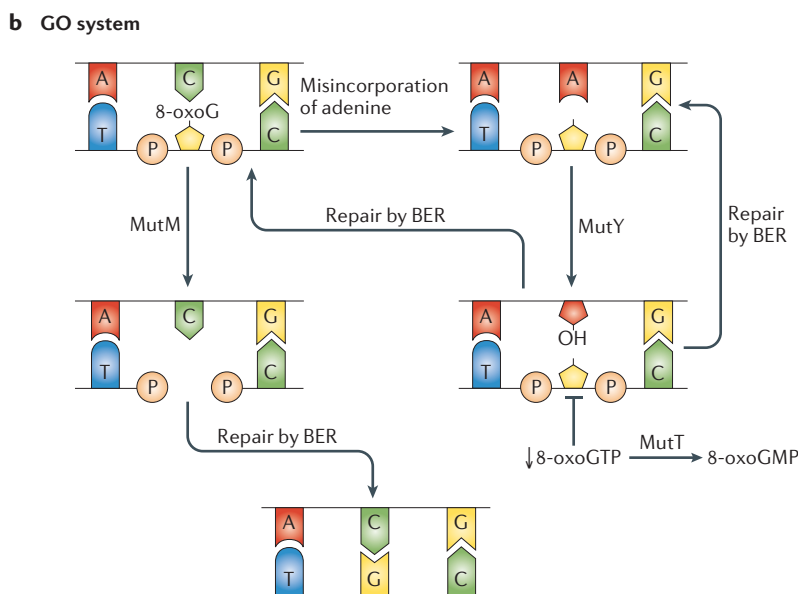 b GO system
A C G
8-oxoG
T P P C
Misincorporation
of adenine
A A G
T P P C
MutM
Repair by BER
MutY
Repair
by BER
A C G
T P P C
A G
OH
T P P C
Repair by BER
↓8-oxoGTP MutT 8-oxoGMP
A C G
T G C